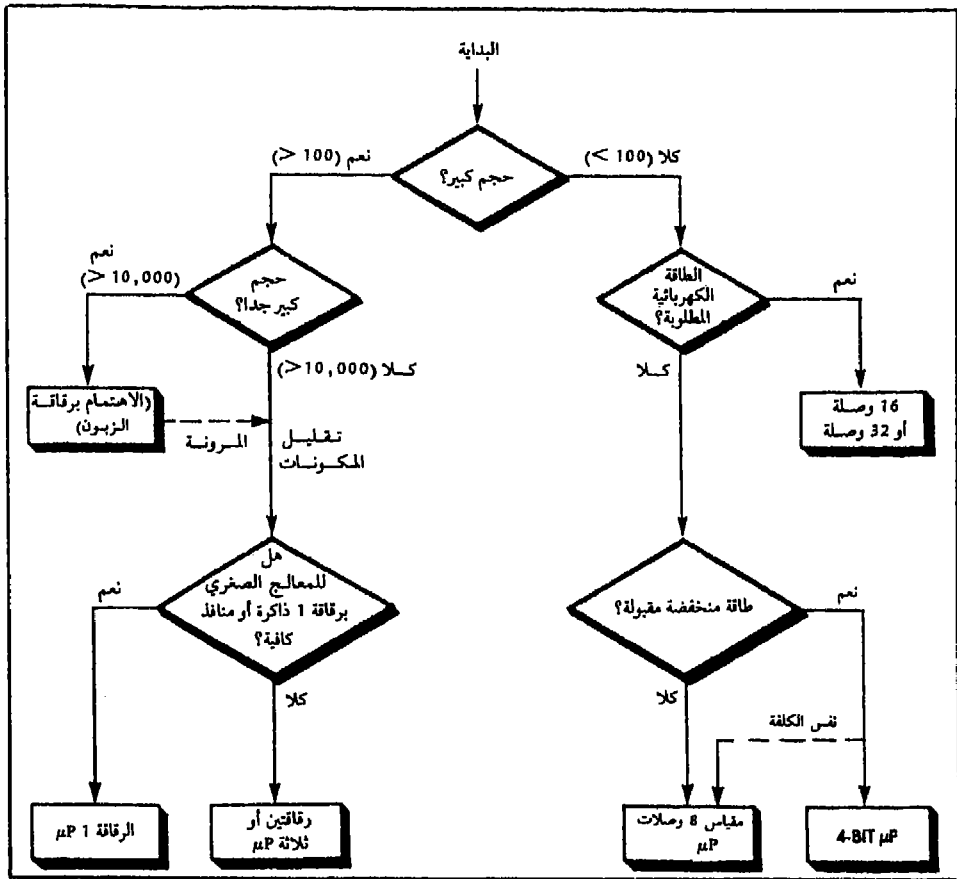 البداية
نعم (100 <)
كلا (100 >)
حجم كبير؟
نعم
(10,000 <)
حجم
كبير جدا؟
الطاقة
الكهربائية
المطلوبة؟
نعم
كلا (10,000<)
كلا
(الاهتمام برقاقة
الزبون)
المرونة
تقليل
المكونات
16 وصلة
أو 32 وصلة
هل
للمعالج الصغري
برقاقة 1 ذاكرة أو منافذ
كافية؟
نعم
كلا
طاقة منخفضة مقبولة؟
نعم
كلا
نفس الكلفة
الرقاقة 1 µP
رقاقتين أو
ثلاثة µP
مقياس 8 وصلات
µP
4-BIT µP